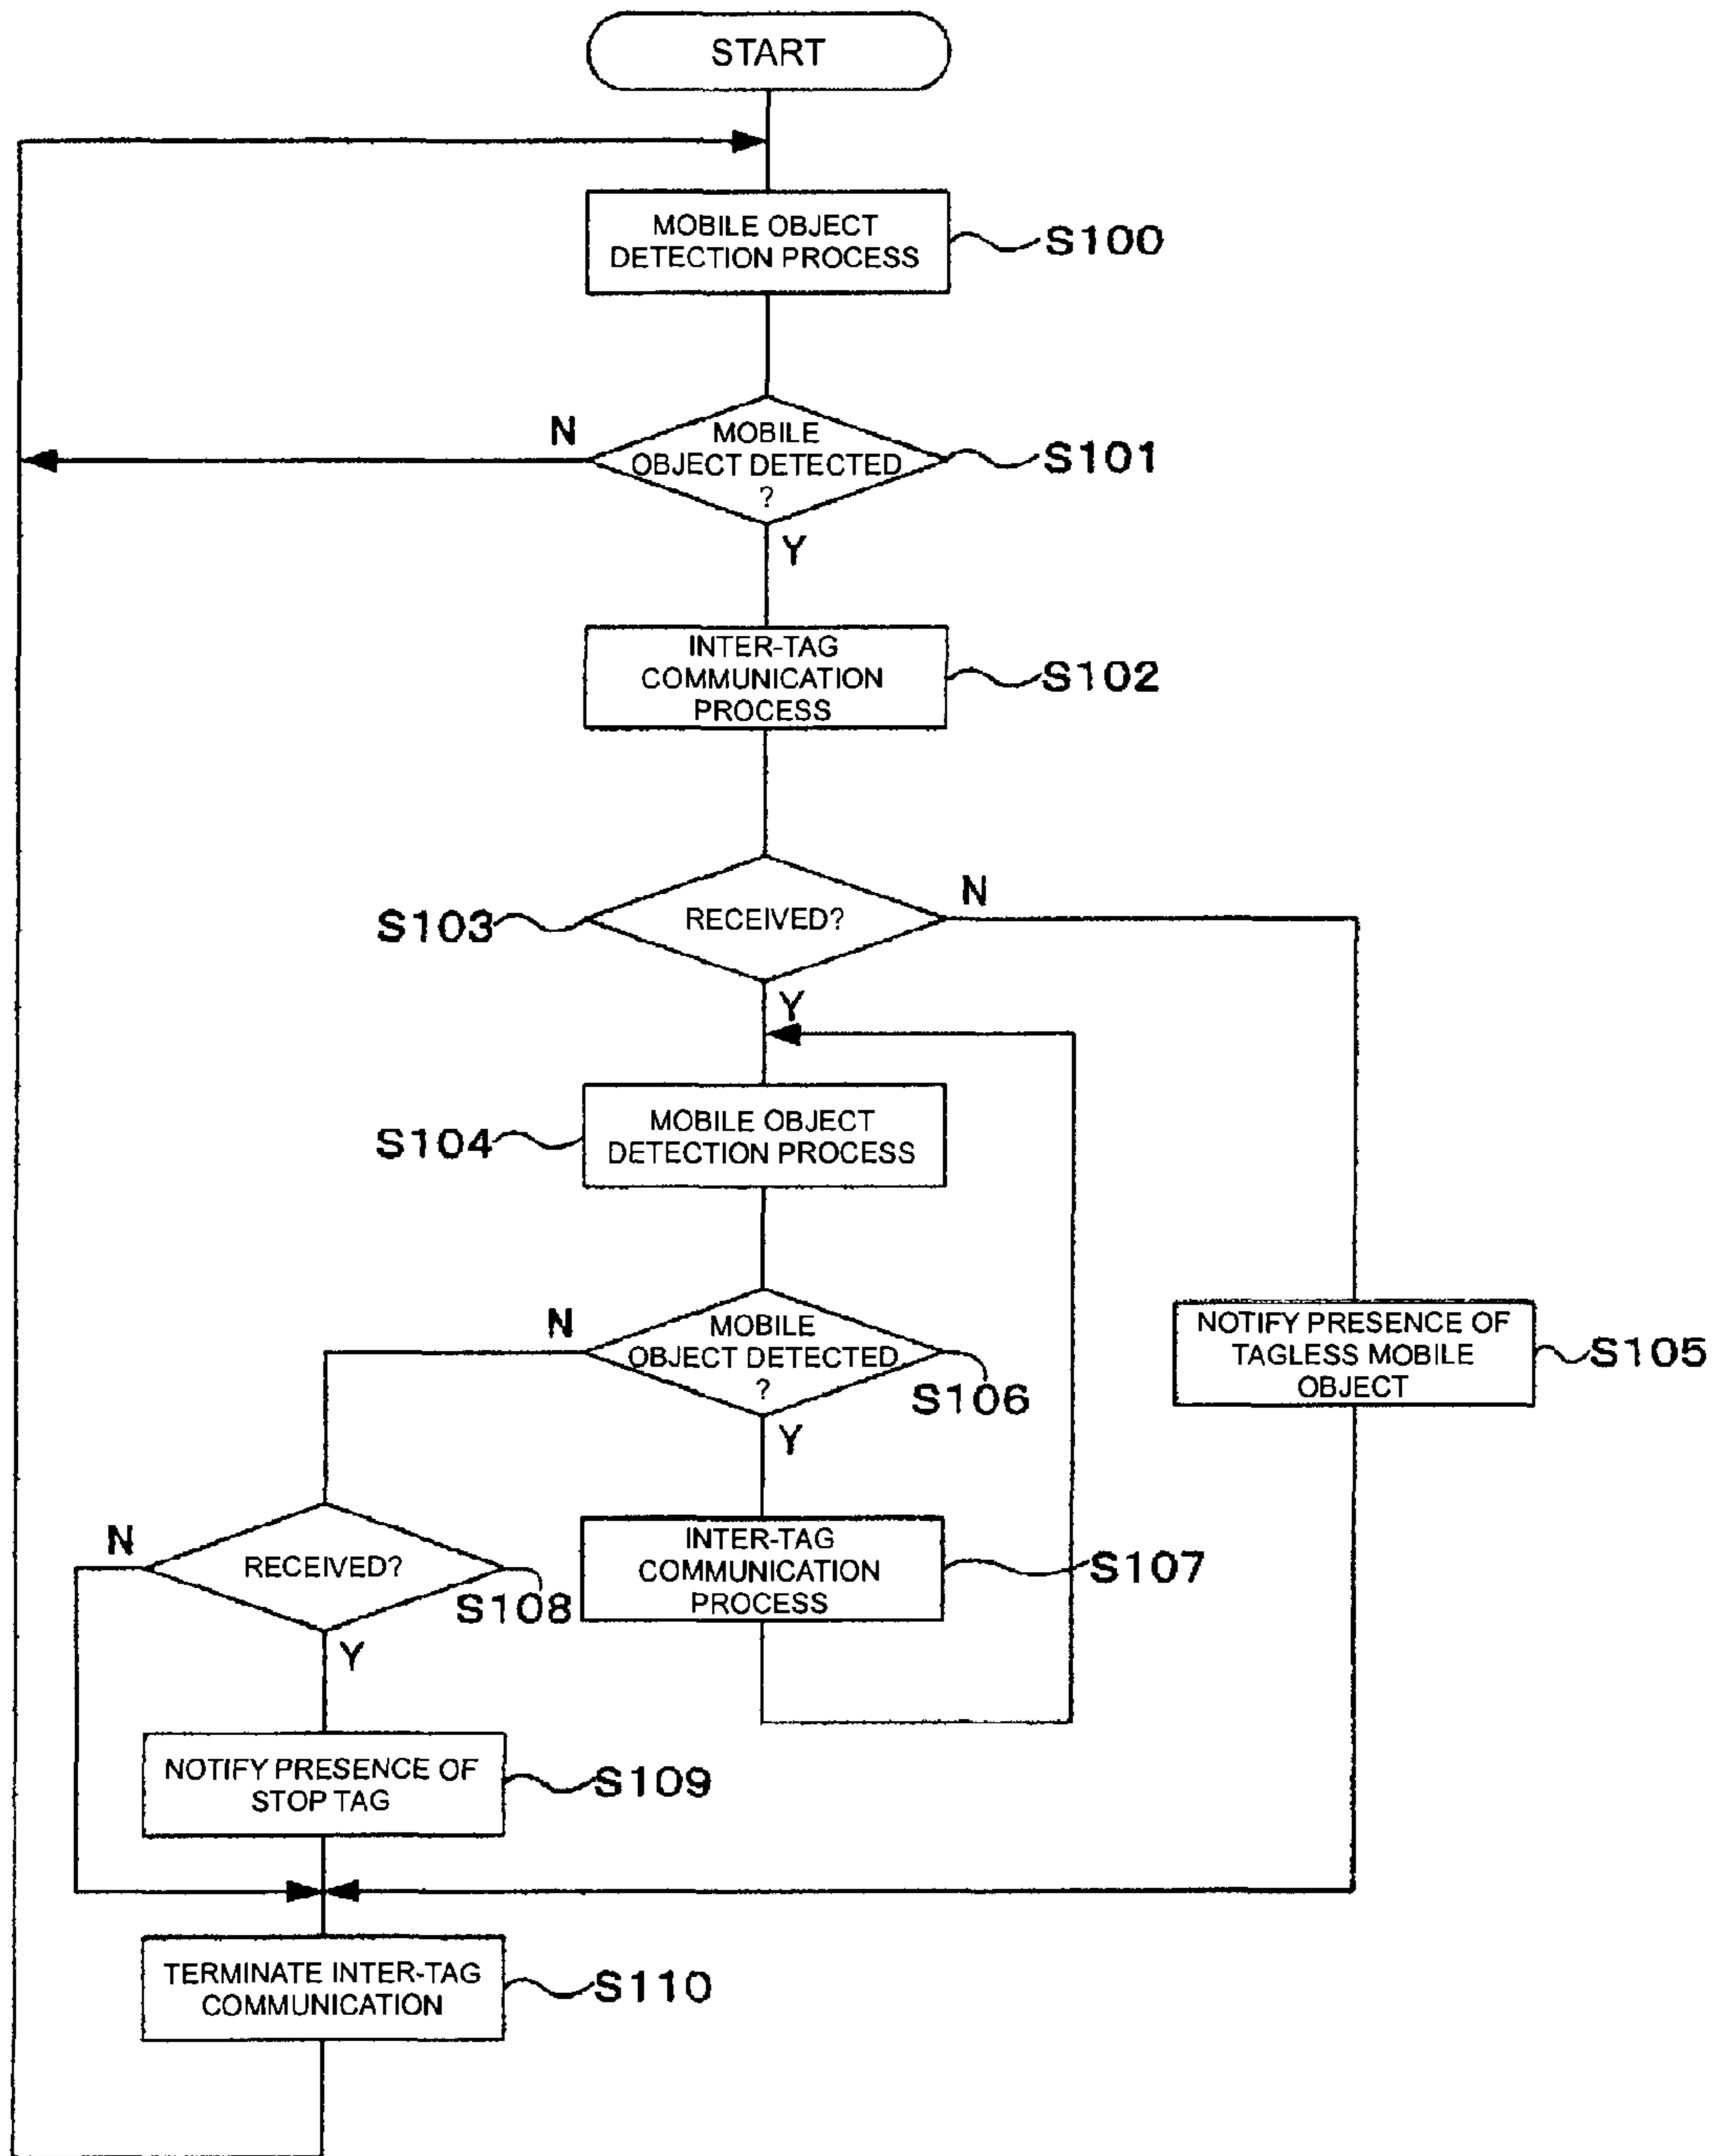 START
MOBILE OBJECT
DETECTION PROCESS
S100
N
MOBILE
OBJECT DETECTED
?
S101
Y
INTER-TAG
COMMUNICATION
PROCESS
S102
S103
RECEIVED?
N
Y
S104
MOBILE OBJECT
DETECTION PROCESS
N
MOBILE
OBJECT DETECTED
?
S106
Y
NOTIFY PRESENCE OF
TAGLESS MOBILE
OBJECT
S105
N
RECEIVED?
S108
Y
INTER-TAG
COMMUNICATION
PROCESS
S107
NOTIFY PRESENCE OF
STOP TAG
S109
TERMINATE INTER-TAG
COMMUNICATION
S110